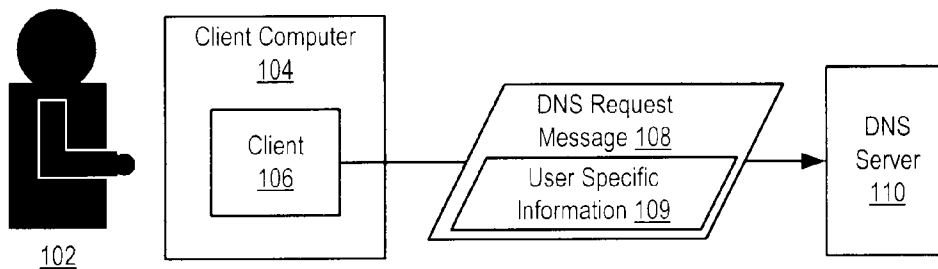 102
Client Computer
104
Client
106
DNS Request
Message 108
User Specific
Information 109
DNS
Server
110